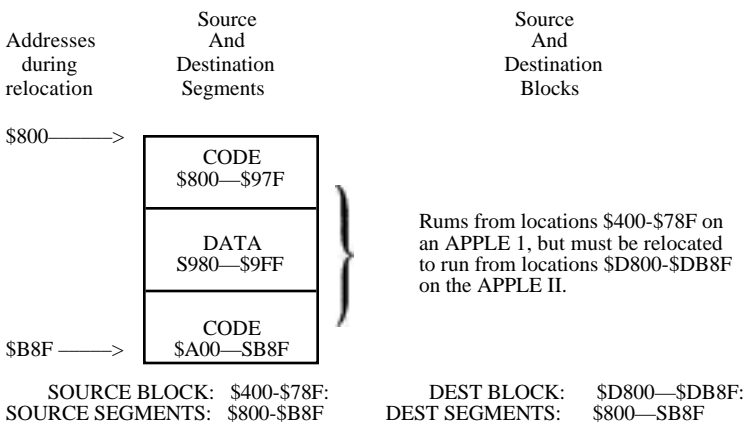 Addresses
during
relocation
Source
And
Destination
Segments
Source
And
Destination
Blocks
$800———>
CODE
$800—$97F
DATA
S980—$9FF
CODE
$A00—SB8F
$B8F ———>
Rums from locations $400-$78F on
an APPLE 1, but must be relocated
to run from locations $D800-$DB8F
on the APPLE II.
SOURCE BLOCK: $400-$78F:
SOURCE SEGMENTS: $800-$B8F
DEST BLOCK: $D800—$DB8F:
DEST SEGMENTS: $800—SB8F